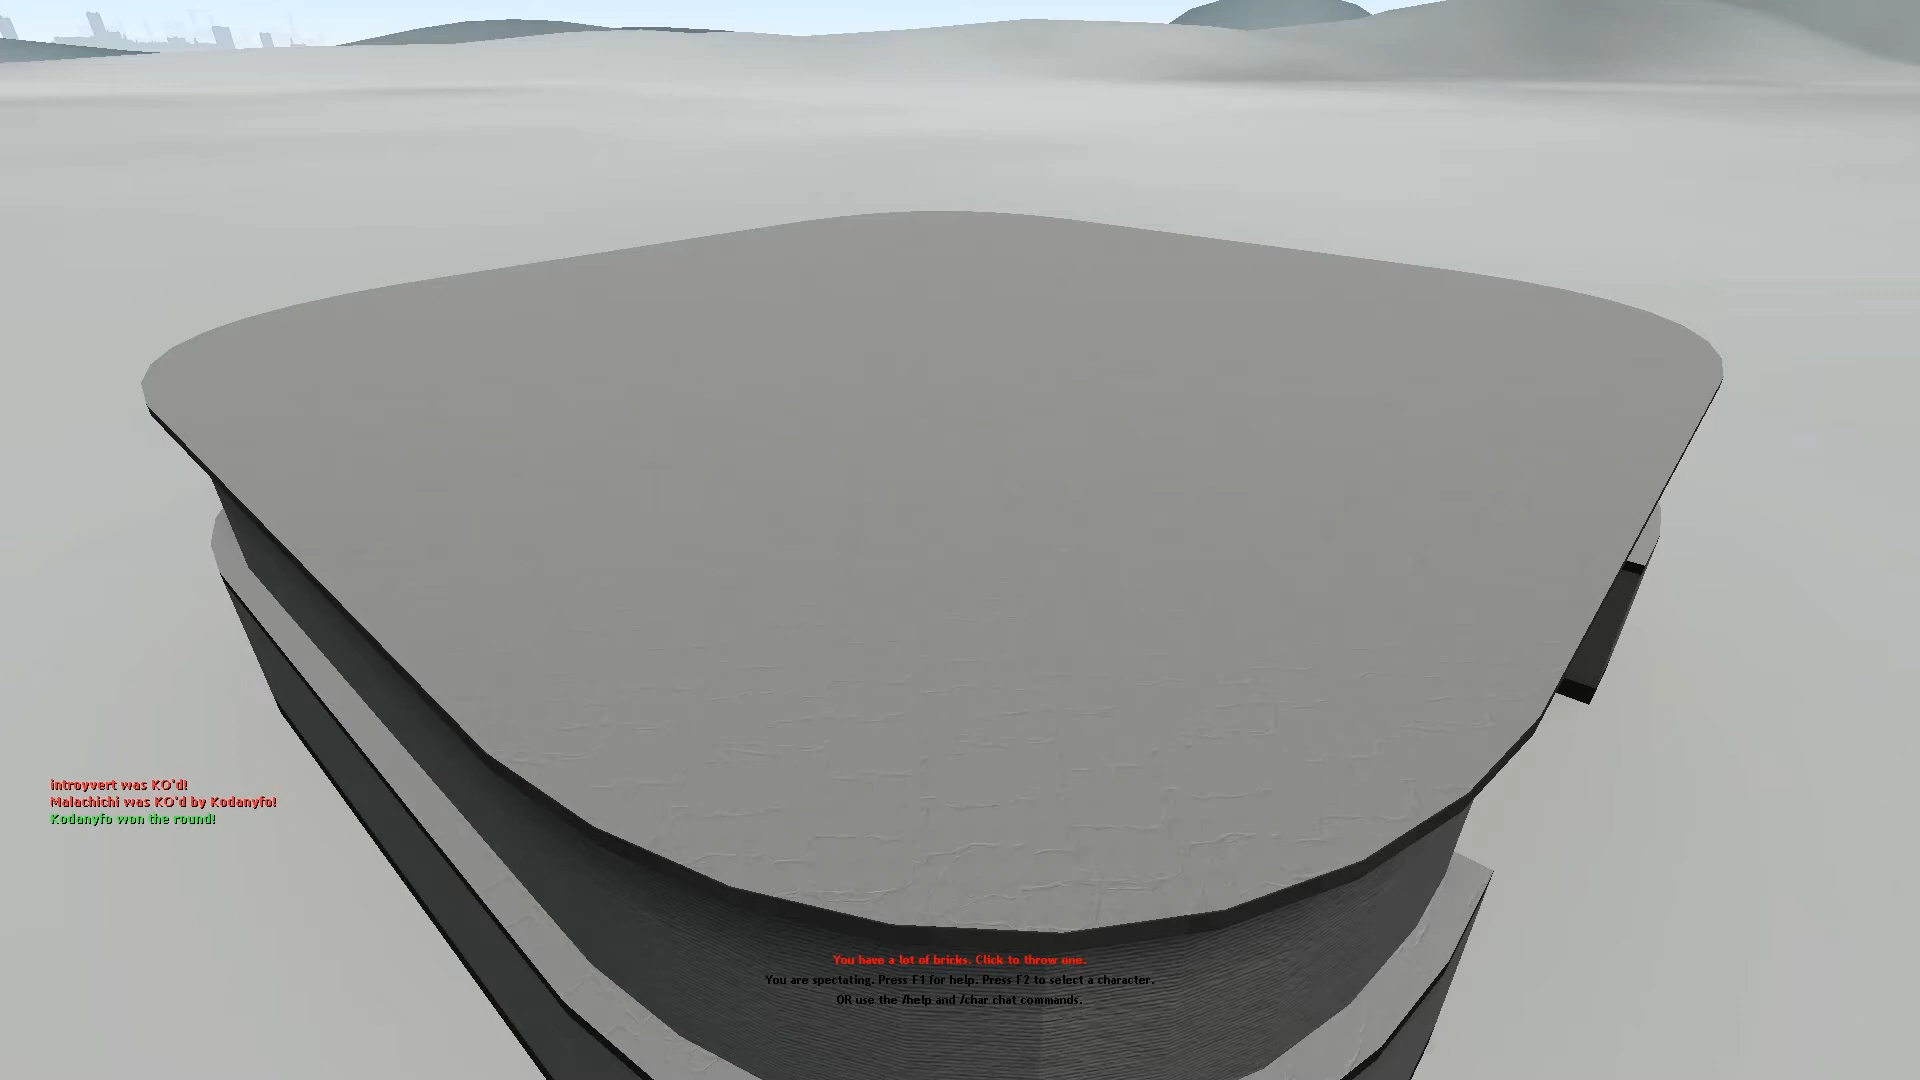 introyvert was KO'd!
Malachichi was KO'd by Kodanyfo!
Kodanyfo won the round!
You have a lot of bricks. Click to throw one.
You are spectating. Press F1 for help. Press F2 to select a character.
OR use the /help and /char chat commands.